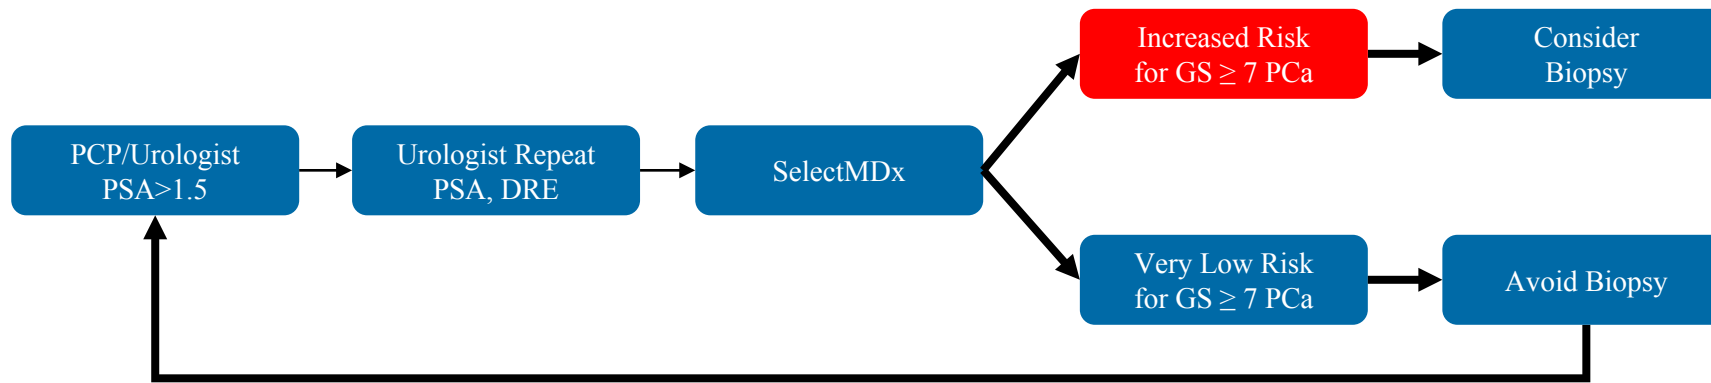 PCP/Urologist
PSA>1.5
Urologist Repeat
PSA, DRE
SelectMDx
Increased Risk
for GS ≥ 7 PCa
Consider
Biopsy
Very Low Risk
for GS ≥ 7 PCa
Avoid Biopsy